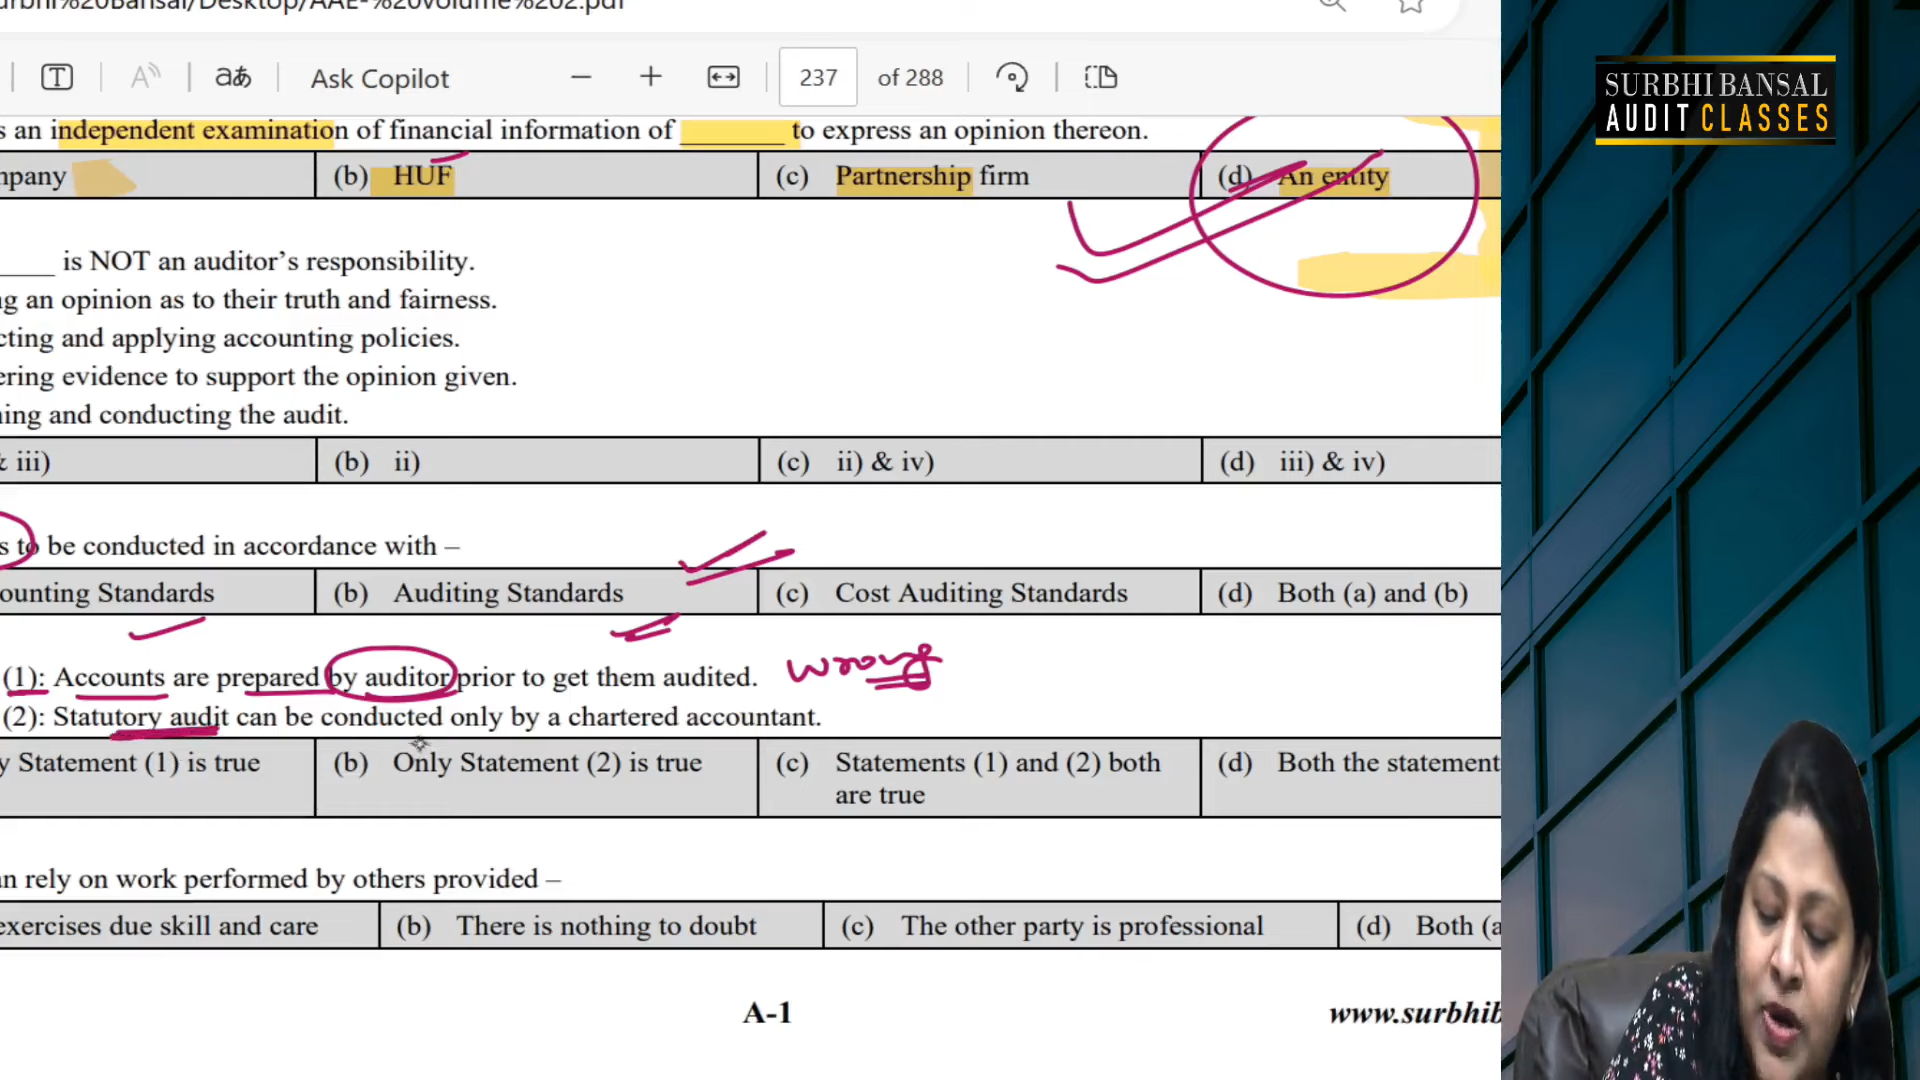 Desktop/AAE-%20Volume%202.pdf
T A aあ Ask Copilot − + 237 of 288
SURBHI BANSAL
AUDIT CLASSES
s an independent examination of financial information of ________ to express an opinion thereon.
mpany (b) HUF (c) Partnership firm (d) An entity
____ is NOT an auditor's responsibility.
ng an opinion as to their truth and fairness.
cting and applying accounting policies.
ering evidence to support the opinion given.
ning and conducting the audit.
& iii) (b) ii) (c) ii) & iv) (d) iii) & iv)
s to be conducted in accordance with –
ounting Standards (b) Auditing Standards (c) Cost Auditing Standards (d) Both (a) and (b)
(1): Accounts are prepared by auditor prior to get them audited. Wrong
(2): Statutory audit can be conducted only by a chartered accountant.
y Statement (1) is true (b) Only Statement (2) is true (c) Statements (1) and (2) both (d) Both the statement
are true
an rely on work performed by others provided –
exercises due skill and care (b) There is nothing to doubt (c) The other party is professional (d) Both (a
A-1 www.surbhib